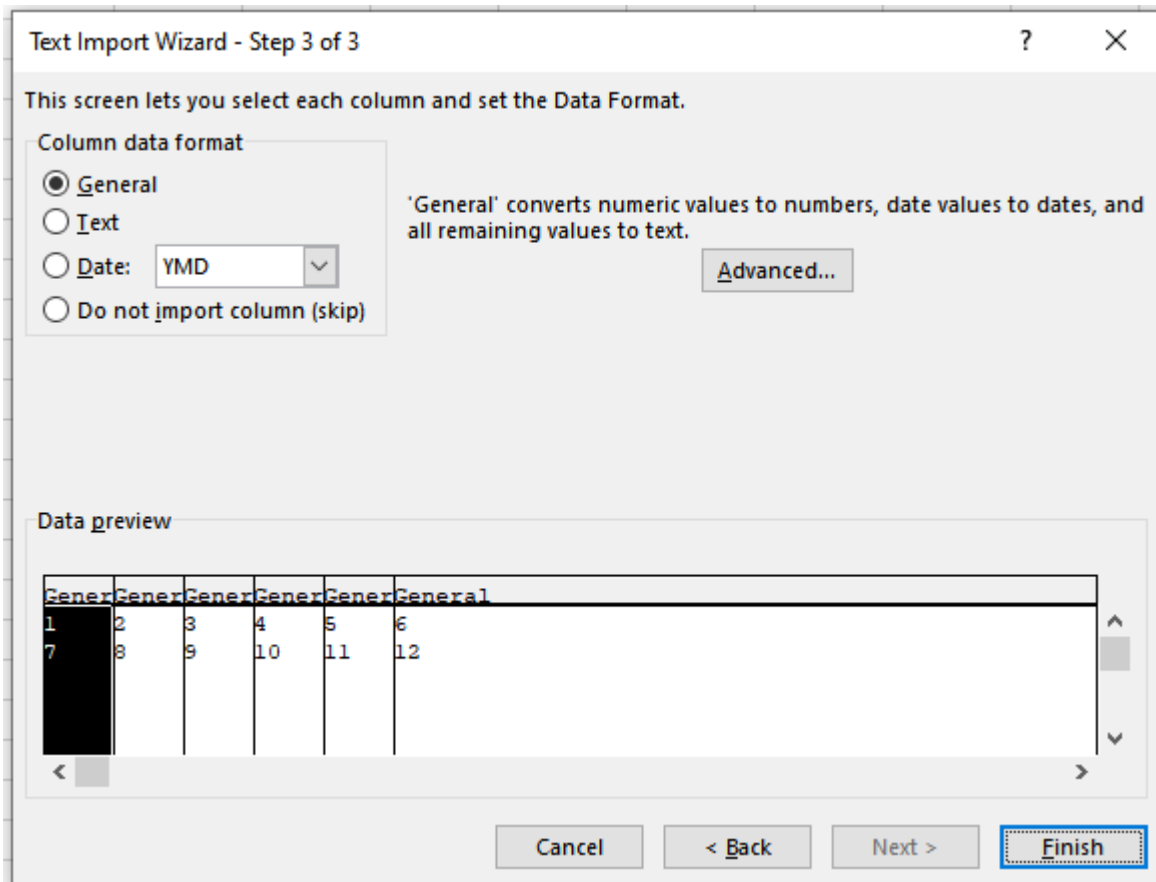 Text Import Wizard - Step 3 of 3
?
This screen lets you select each column and set the Data Format.
Column data format
General
Text
Date: YMD
Do not import column (skip)
'General' converts numeric values to numbers, date values to dates, and
all remaining values to text.
Advanced...
Data preview
GenerGenerGenerGenerGenerGeneral
1 2 3 4 5 6
7 8 9 10 11 12
Cancel < Back Next > Finish